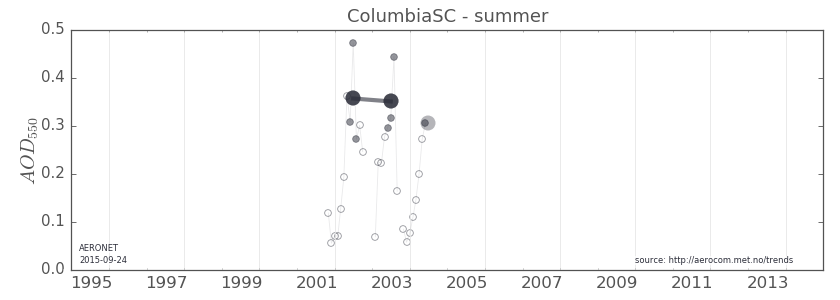 ColumbiaSC - summer
0.5
0.4
0.3
0.2
0.1
0.0
AOD550
AERONET
2015-09-24
source: http://aerocom.met.no/trends
1995 1997 1999 2001 2003 2005 2007 2009 2011 2013